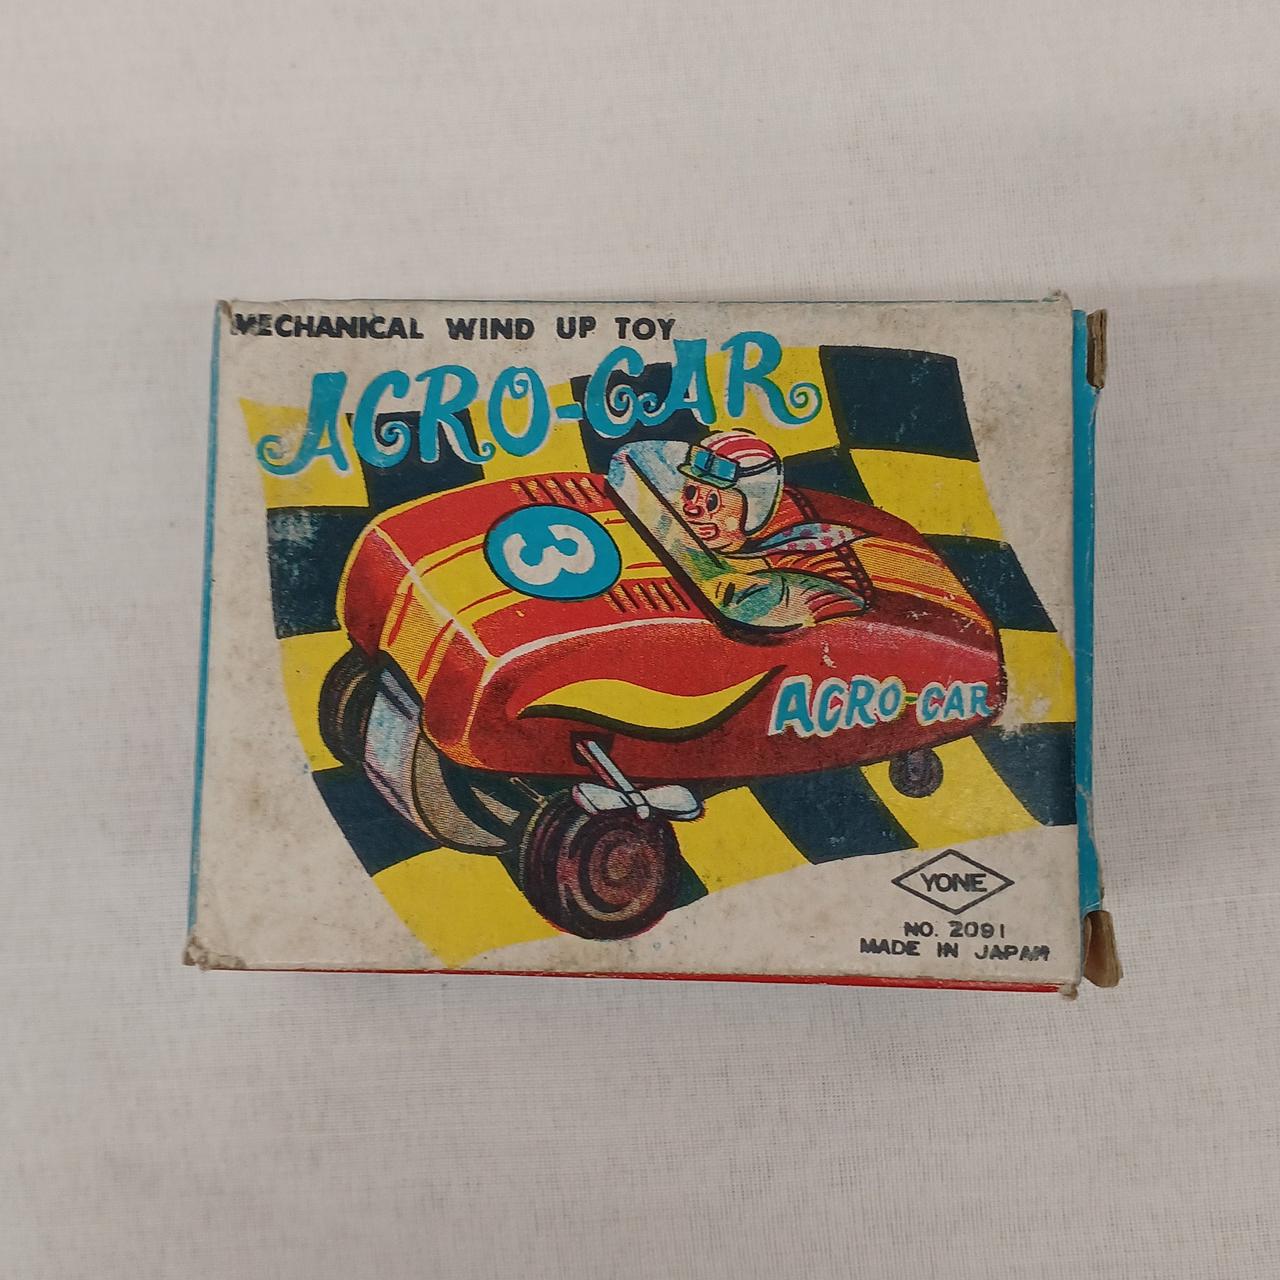 MECHANICAL WIND UP TOY
ACRO-CAR
3
ACRO-CAR
YONE
NO. 2091
MADE IN JAPAN